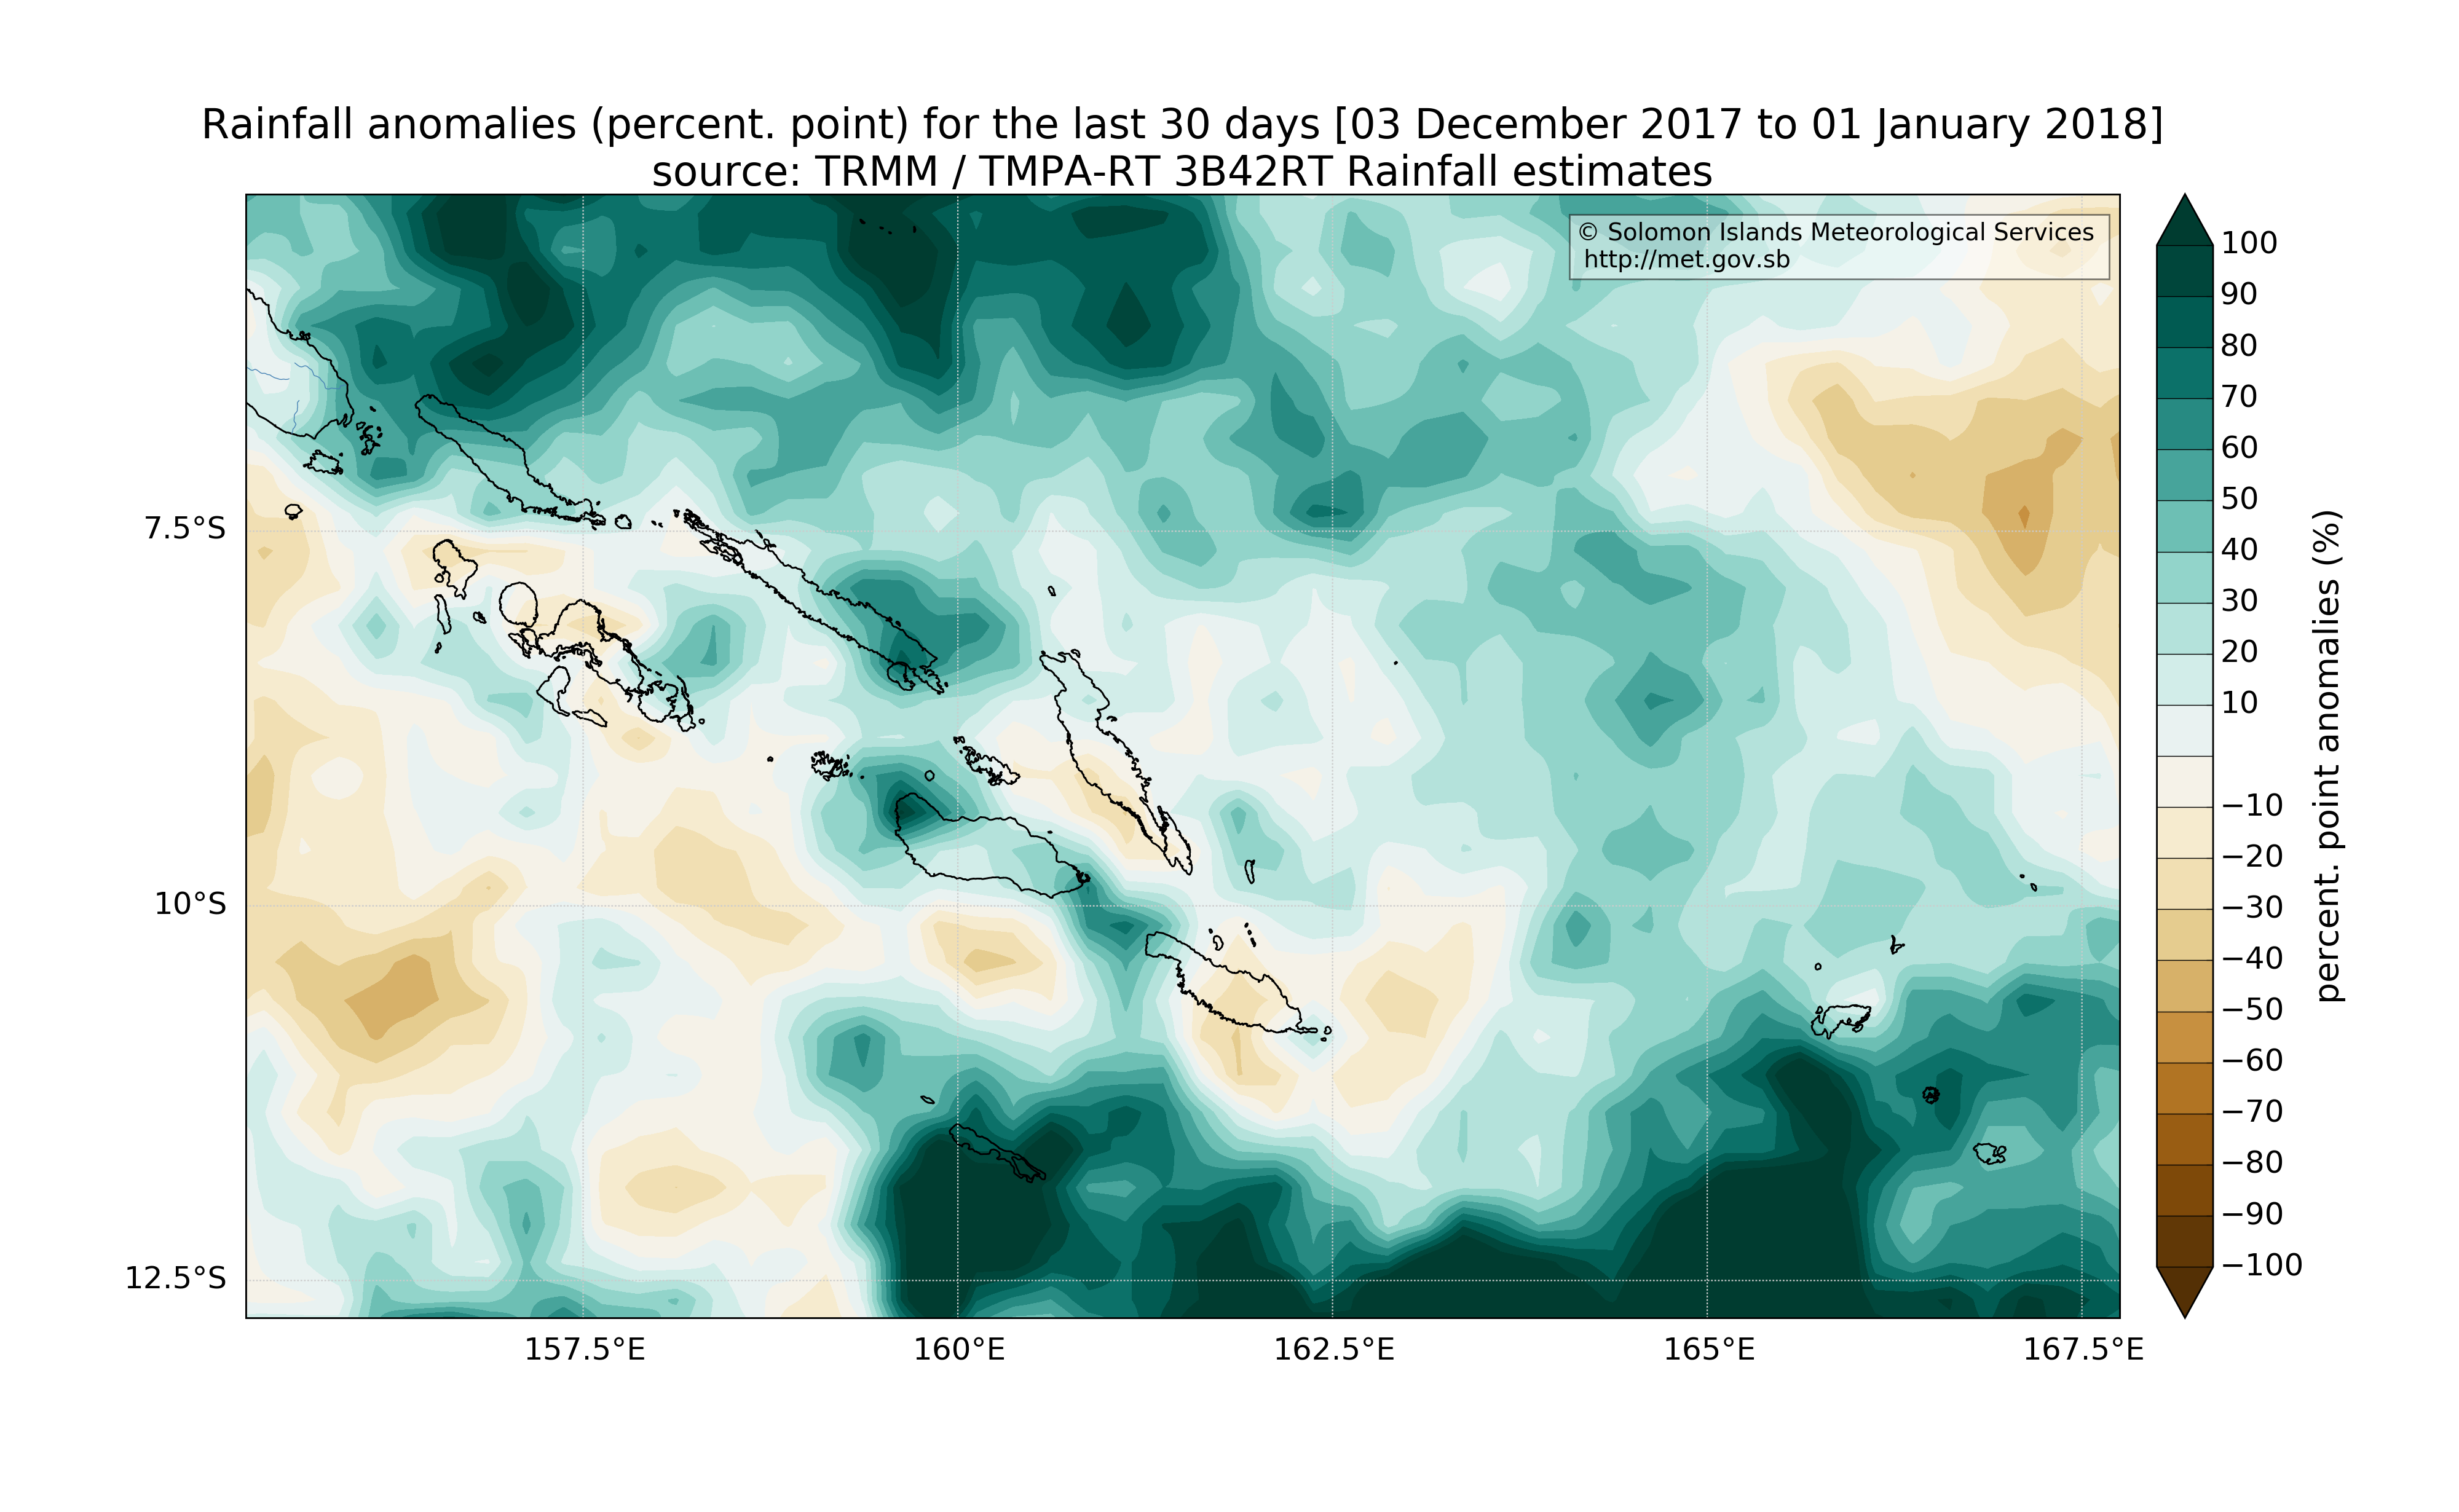 Rainfall anomalies (percent. point) for the last 30 days [03 December 2017 to 01 January 2018]
source: TRMM / TMPA-RT 3B42RT Rainfall estimates
© Solomon Islands Meteorological Services
http://met.gov.sb
7.5°S
10°S
12.5°S
157.5°E
160°E
162.5°E
165°E
167.5°E
100
90
80
70
60
50
40
30
20
10
−10
−20
−30
−40
−50
−60
−70
−80
−90
−100
percent. point anomalies (%)